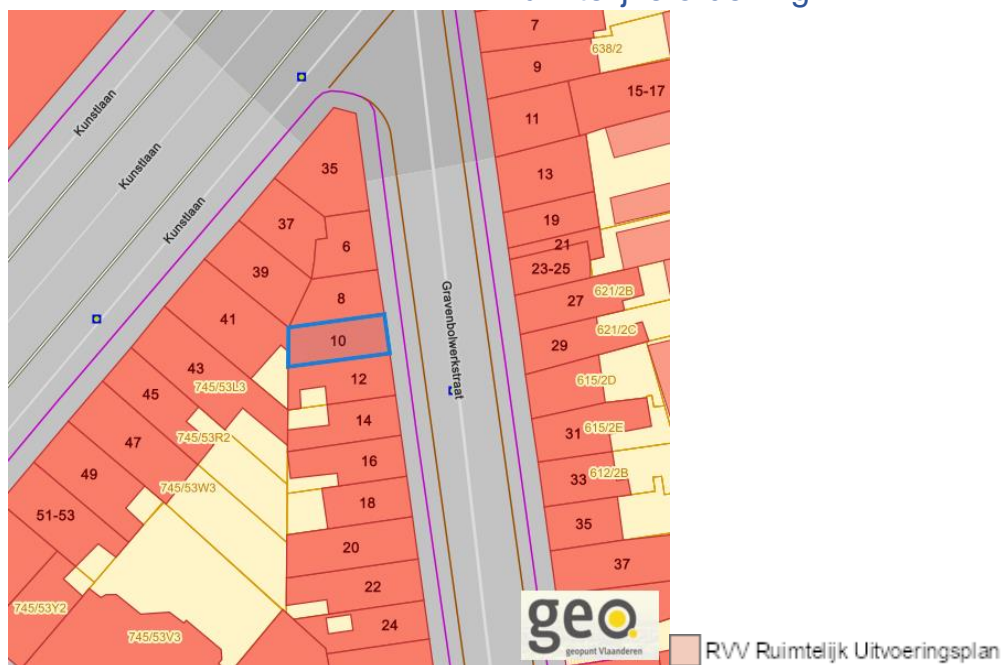 7
638/2
9
15-17
11
Kunstlaan
Kunstlaan
Kunstlaan
35
13
37
6
19
21
39
23-25
8
27
621/2B
41
10
Gravenbolwerkstraat
621/2C
29
43
12
745/53L3
615/2D
45
14
31
615/2E
47
745/53R2
16
33
612/2B
49
745/53W3
18
51-53
35
20
37
22
745/53Y2
24
745/53V3
geo.
geopunt Vlaanderen
RVV Ruimtelijk Uitvoeringsplan